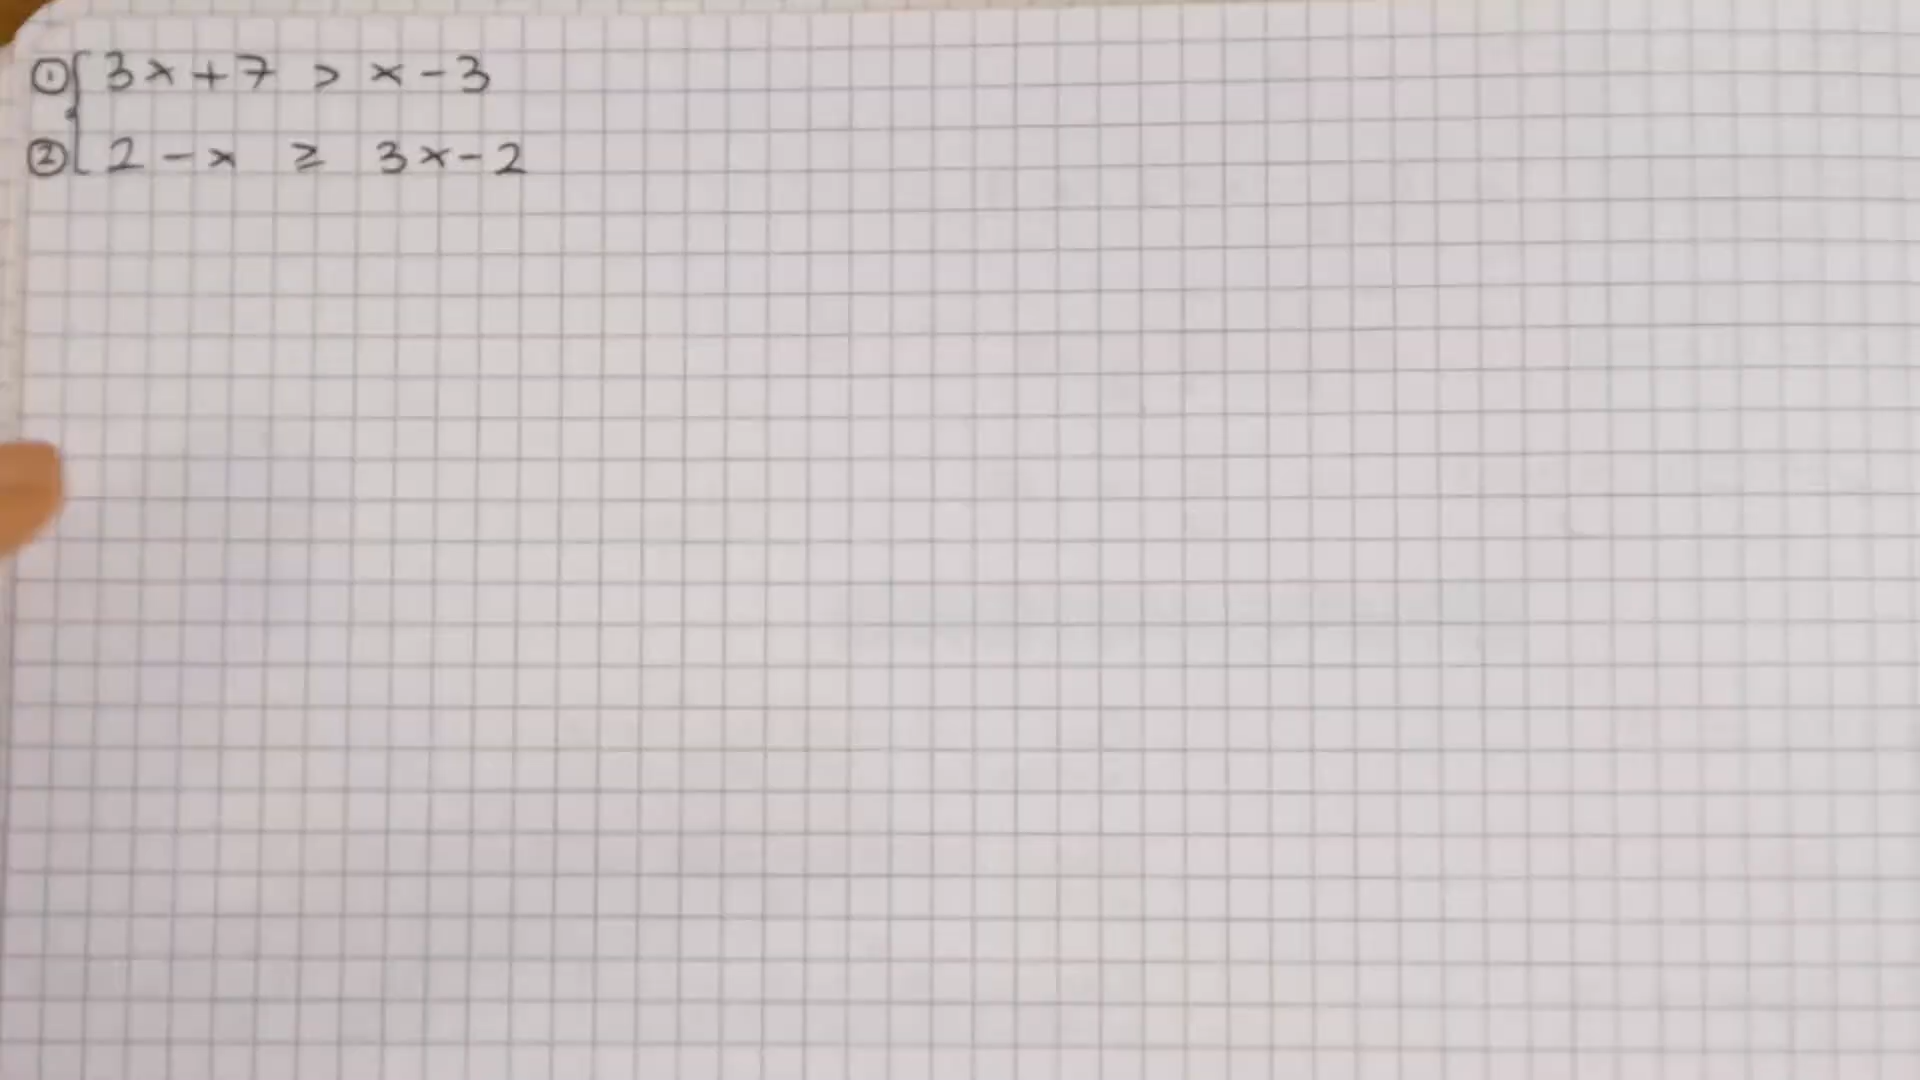 ① { 3x + 7 > x - 3
② { 2 - x ≥ 3x - 2